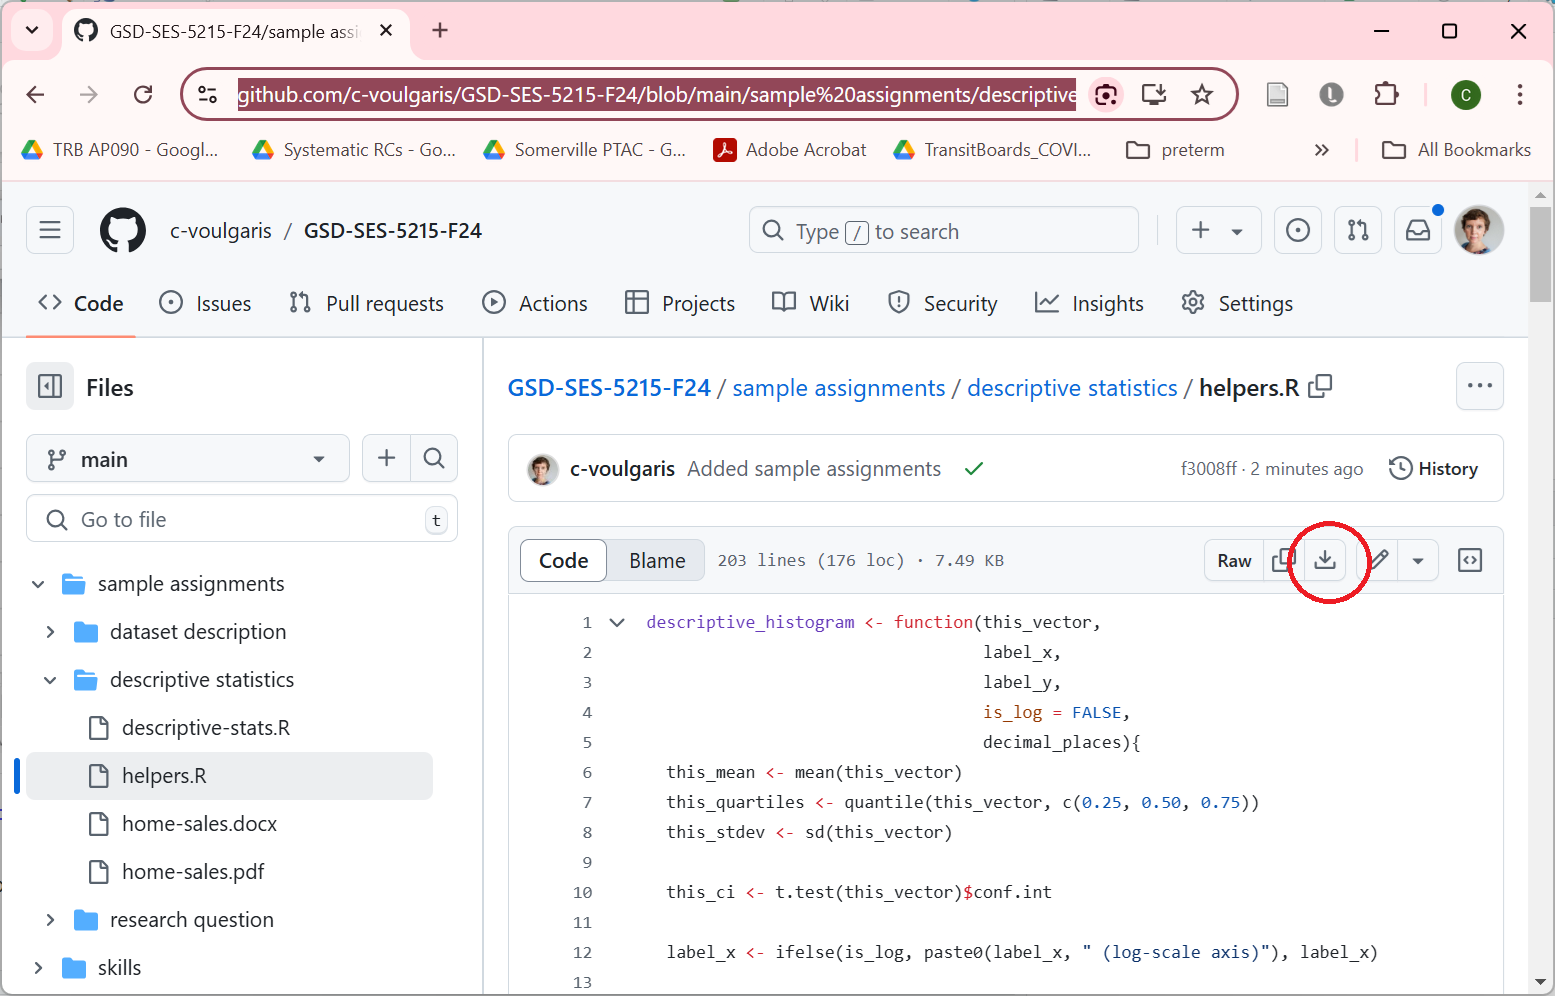 GSD-SES-5215-F24/sample assi
github.com/c-voulgaris/GSD-SES-5215-F24/blob/main/sample%20assignments/descriptive
C
TRB AP090 - Googl... Systematic RCs - Go... Somerville PTAC - G... Adobe Acrobat TransitBoards_COVI... preterm » All Bookmarks
c-voulgaris / GSD-SES-5215-F24 Type / to search
Code Issues Pull requests Actions Projects Wiki Security Insights Settings
Files
main
Go to file t
sample assignments
dataset description
descriptive statistics
descriptive-stats.R
helpers.R
home-sales.docx
home-sales.pdf
research question
skills
GSD-SES-5215-F24 / sample assignments / descriptive statistics / helpers.R
c-voulgaris Added sample assignments f3008ff · 2 minutes ago History
Code Blame 203 lines (176 loc) · 7.49 KB Raw
1 descriptive_histogram <- function(this_vector,
2 label_x,
3 label_y,
4 is_log = FALSE,
5 decimal_places){
6 this_mean <- mean(this_vector)
7 this_quartiles <- quantile(this_vector, c(0.25, 0.50, 0.75))
8 this_stdev <- sd(this_vector)
9
10 this_ci <- t.test(this_vector)$conf.int
11
12 label_x <- ifelse(is_log, paste0(label_x, " (log-scale axis)"), label_x)
13